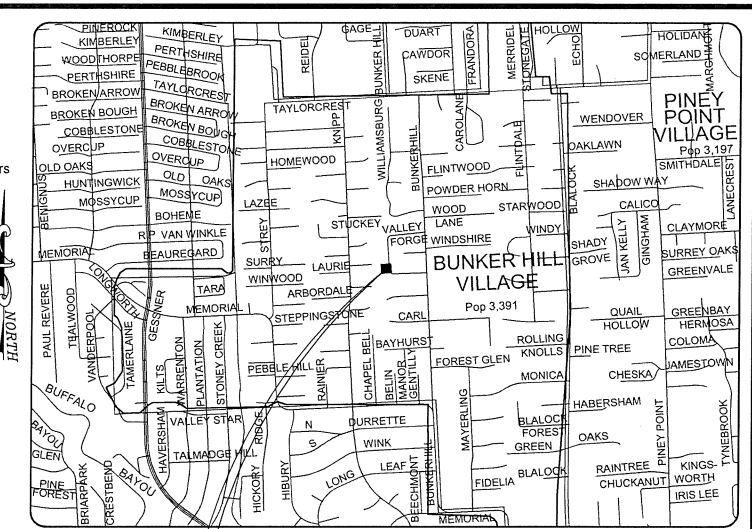 PINEROCK
KIMBERLEY
WOODTHORPE
PERTHSHIRE
BROKEN ARROW
BROKEN BOUGH
COBBLESTONE
OVERCUP
OLD OAKS
HUNTINGWICK
MOSSYCUP
BENIGNUS
MEMORIAL
KIMBERLEY
PERTHSHIRE
PEBBLEBROOK
TAYLORCREST
BROKEN ARROW
BROKEN BOUGH
COBBLESTONE
OVERCUP
OLD OAKS
MOSSYCUP
BOHEME
RIP VAN WINKLE
BEAUREGARD
LONGWORTH
TARA
MEMORIAL
GESSNER
PAUL REVERE
TEALWOOD
VANDERPOOL
TAMERLAINE
KILTS
WARRENTON
PLANTATION
STONEY CREEK
BUFFALO
BAYOU
GLEN
PINE
FOREST
BRIARPARK
CRESTBEND
BAYOU
HAVERSHAM
VALLEY STAR
TALMADGE HILL
RIDGE
HICKORY
HIBURY
REIDEL
GAGE
BUNKER HILL
DUART
CAWDOR
SKENE
FRANDORA
MERRIDEL
STONEGATE
HOLLOW
ECHO
HOLIDAN
SOMERLAND
MARCHMONT
TAYLORCREST
KNIPP
HOMEWOOD
WILLIAMSBURG
BUNKERHILL
CAROLANE
FLINTDALE
FLINTWOOD
POWDER HORN
WOOD
LANE
STARWOOD
WINDY
WINDSHIRE
VALLEY
FORGE
STUCKEY
LAZEE
STREY
SURRY
WINWOOD
LAURIE
ARBORDALE
STEPPINGSTONE
CARL
BUNKER HILL
VILLAGE
Pop 3,391
BAYHURST
FOREST GLEN
PEBBLE HILL
RAINIER
CHAPEL BELL
BELIN
MANOR
GENTILLY
MAYERLING
MONICA
ROLLING
KNOLLS
N
S
DURRETTE
WINK
LEAF
LONG
BEECHMONT
BUNKERHILL
MEMORIAL
FIDELIA
BLALOCK
FOREST
GREEN
OAKS
BLALOCK
PINEY
POINT
VILLAGE
Pop 3,197
WENDOVER
OAKLAWN
BLALOCK
SMITHDALE
SHADOW WAY
CALICO
LANECREST
JAN KELLY
GINGHAM
CLAYMORE
SHADY
GROVE
SURREY OAKS
GREENVALE
QUAIL
HOLLOW
GREENBAY
HERMOSA
COLOMA
PINE TREE
CHESKA
JAMESTOWN
HABERSHAM
PINEY POINT
TYNEBROOK
RAINTREE
CHUCKANUT
KINGS-
WORTH
IRIS LEE
NORTH
rs